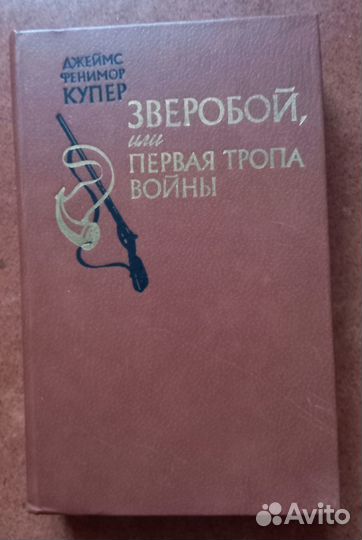 ДЖЕЙМС
ФЕНИМОР
КУПЕР
ЗВЕРОБОЙ,
или
ПЕРВАЯ ТРОПА
ВОЙНЫ
Avito